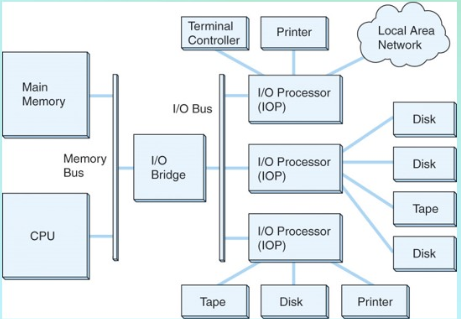 Terminal
Controller
Printer
Local Area
Network
Main
Memory
I/O Bus
I/O Processor
(IOP)
Disk
Memory
Bus
I/O
Bridge
I/O Processor
(IOP)
Disk
Tape
CPU
I/O Processor
(IOP)
Disk
Tape
Disk
Printer